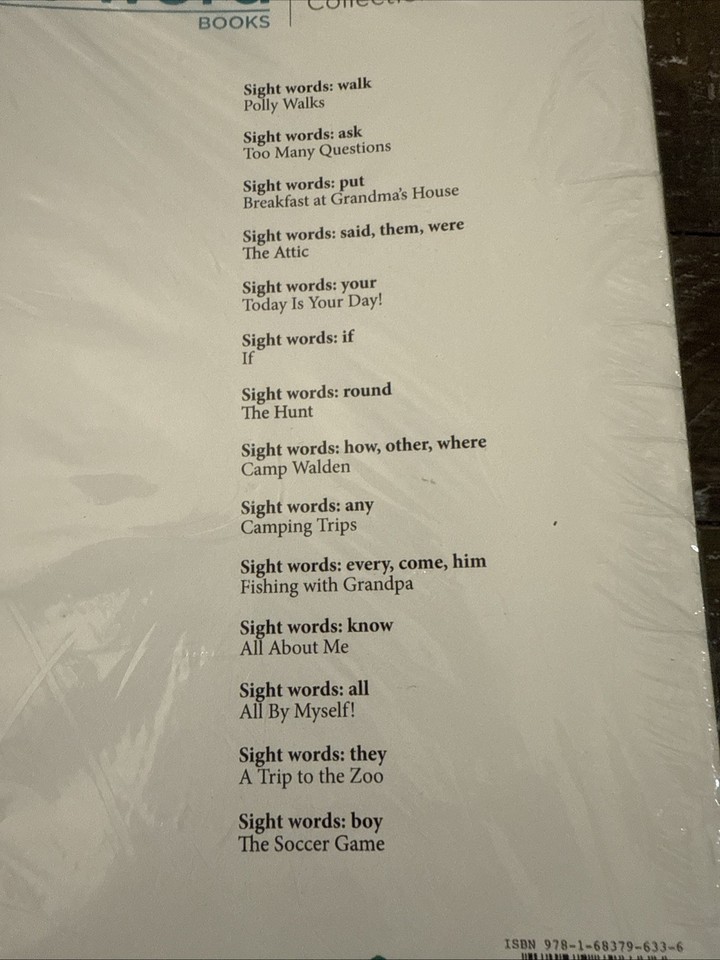 BOOKS
Sight words: walk
Polly Walks
Sight words: ask
Too Many Questions
Sight words: put
Breakfast at Grandma's House
Sight words: said, them, were
The Attic
Sight words: your
Today Is Your Day!
Sight words: if
If
Sight words: round
The Hunt
Sight words: how, other, where
Camp Walden
Sight words: any
Camping Trips
Sight words: every, come, him
Fishing with Grandpa
Sight words: know
All About Me
Sight words: all
All By Myself!
Sight words: they
A Trip to the Zoo
Sight words: boy
The Soccer Game
ISBN 978-1-68379-633-6